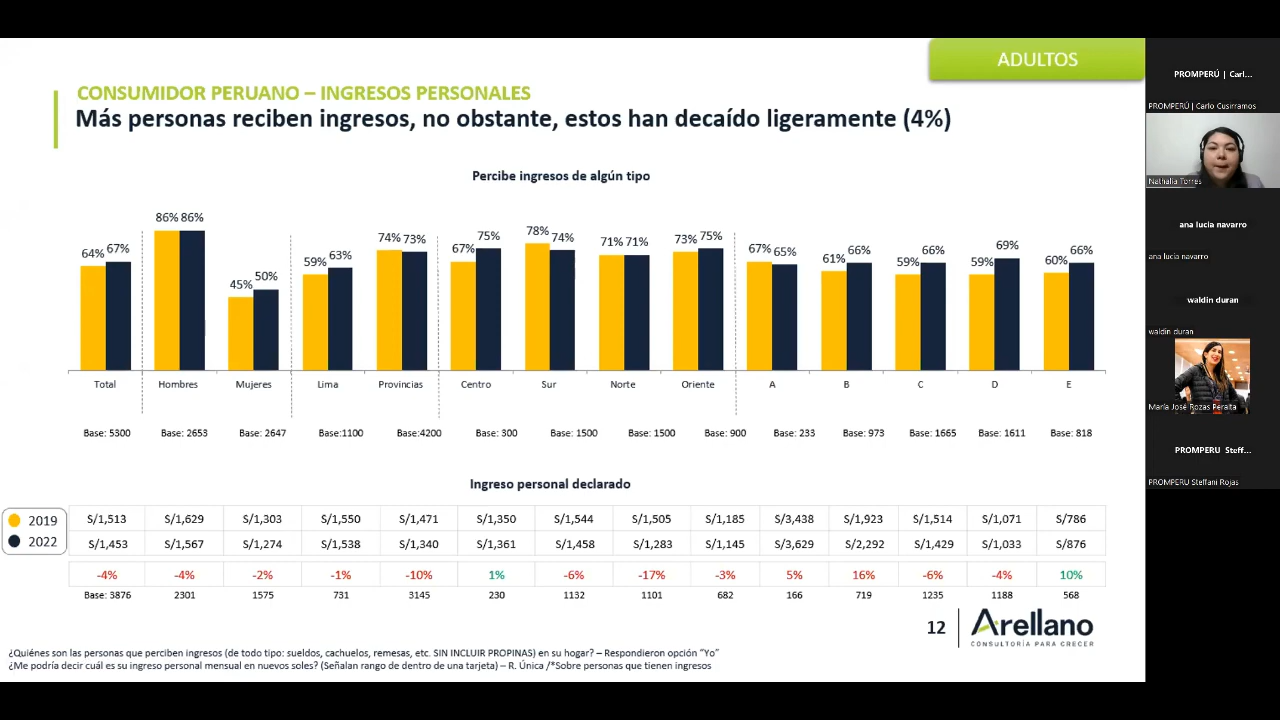 ADULTOS
CONSUMIDOR PERUANO – INGRESOS PERSONALES
Más personas reciben ingresos, no obstante, estos han decaído ligeramente (4%)
Percibe ingresos de algún tipo
64% 67% 86% 86% 45% 50% 59% 63% 74% 73% 67% 75% 78% 74% 71% 71% 73% 75% 67% 65% 61% 66% 59% 66% 59% 69% 60% 66%
Total Hombres Mujeres Lima Provincias Centro Sur Norte Oriente A B C D E
Base: 5300 Base: 2653 Base: 2647 Base:1100 Base:4200 Base: 300 Base: 1500 Base: 1500 Base: 900 Base: 233 Base: 973 Base: 1665 Base: 1611 Base: 818
Ingreso personal declarado
2019 S/1,513 S/1,629 S/1,303 S/1,550 S/1,471 S/1,350 S/1,544 S/1,505 S/1,185 S/3,438 S/1,923 S/1,514 S/1,071 S/786
2022 S/1,453 S/1,567 S/1,274 S/1,538 S/1,340 S/1,361 S/1,458 S/1,283 S/1,145 S/3,629 S/2,292 S/1,429 S/1,033 S/876
-4% -4% -2% -1% -10% 1% -6% -17% -3% 5% 16% -6% -4% 10%
Base: 3876 2301 1575 731 3145 230 1132 1101 682 166 719 1235 1188 568
12
Arellano
CONSULTORÍA PARA CRECER
¿Quiénes son las personas que perciben ingresos (de todo tipo: sueldos, cachuelos, remesas, etc. SIN INCLUIR PROPINAS) en su hogar? – Respondieron opción "Yo"
¿Me podría decir cuál es su ingreso personal mensual en nuevos soles? (Señalan rango de dentro de una tarjeta) – R. Única /*Sobre personas que tienen ingresos
PROMPERÚ | Carl...
PROMPERÚ | Carlo Cusirramos
Nathalia Torres
ana lucia navarro
ana lucia navarro
waldin duran
waldin duran
María José Rozas Peralta
PROMPERU Steff...
PROMPERU Steffani Rojas